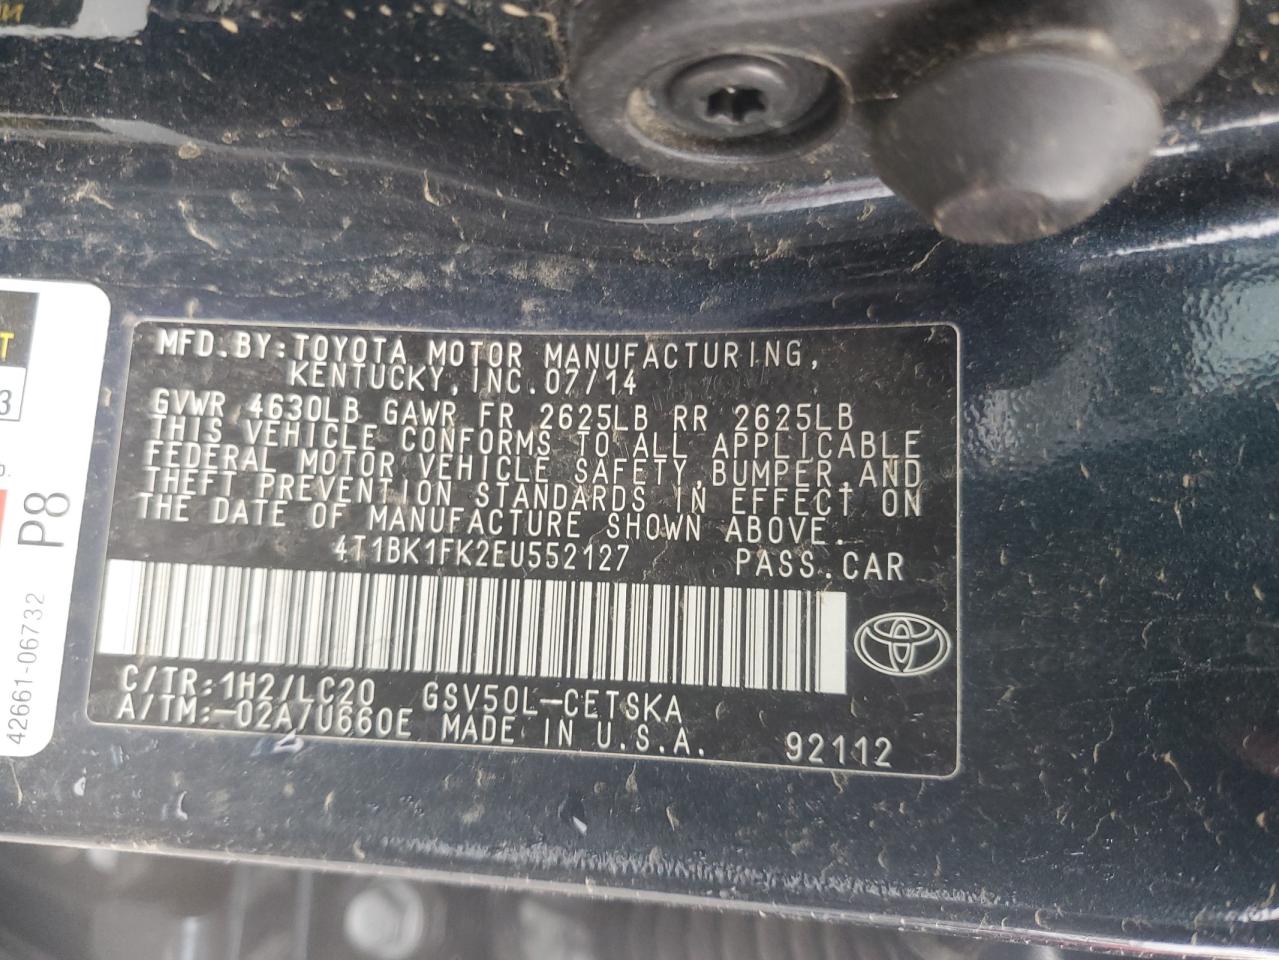 MFD.BY:TOYOTA MOTOR MANUFACTURING,
KENTUCKY,INC.07/14
GVWR 4630LB GAWR FR 2625LB RR 2625LB
THIS VEHICLE CONFORMS TO ALL APPLICABLE
FEDERAL MOTOR VEHICLE SAFETY,BUMPER,AND
THEFT PREVENTION STANDARDS IN EFFECT ON
THE DATE OF MANUFACTURE SHOWN ABOVE.
4T1BK1FK2EU552127 PASS.CAR
C/TR:1H2/LC20 GSV50L-CETSKA
A/TM:-02A/U660E MADE IN U.S.A. 92112
T
3
P8
42661-06732